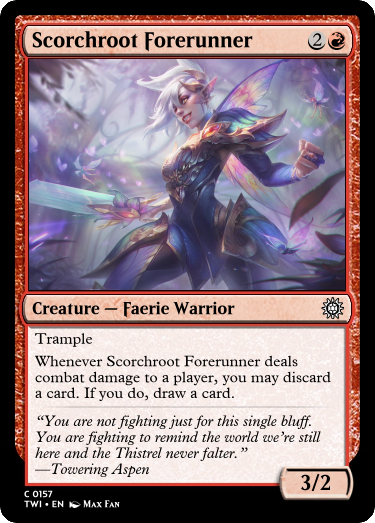 Scorchroot Forerunner 2
Creature — Faerie Warrior
Trample
Whenever Scorchroot Forerunner deals
combat damage to a player, you may discard
a card. If you do, draw a card.
“You are not fighting just for this single bluff.
You are fighting to remind the world we’re still
here and the Thistrel never falter.”
—Towering Aspen
3/2
C 0157
TWI • EN Max Fan